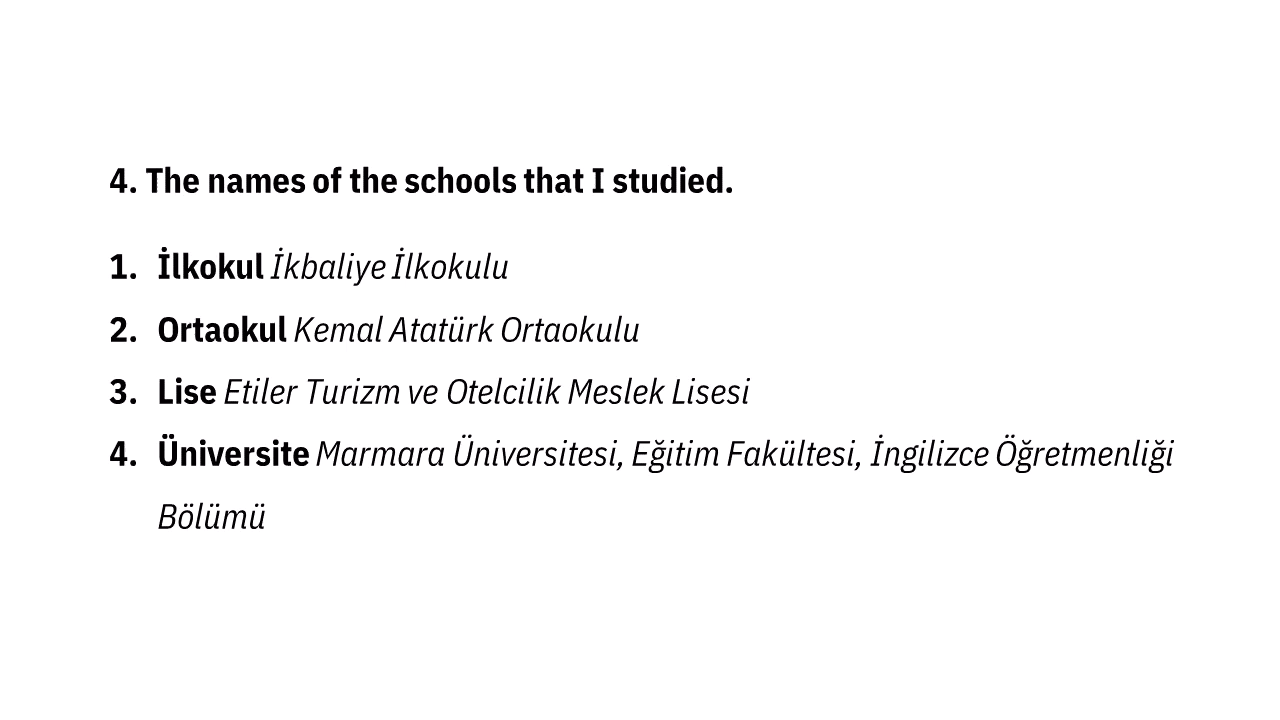 4. The names of the schools that I studied.
1. İlkokul İkbaliye İlkokulu
2. Ortaokul Kemal Atatürk Ortaokulu
3. Lise Etiler Turizm ve Otelcilik Meslek Lisesi
4. Üniversite Marmara Üniversitesi, Eğitim Fakültesi, İngilizce Öğretmenliği
Bölümü